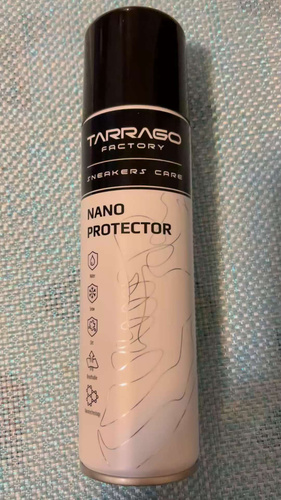 TARRAGO
FACTORY
SNEAKERS CARE
NANO
PROTECTOR